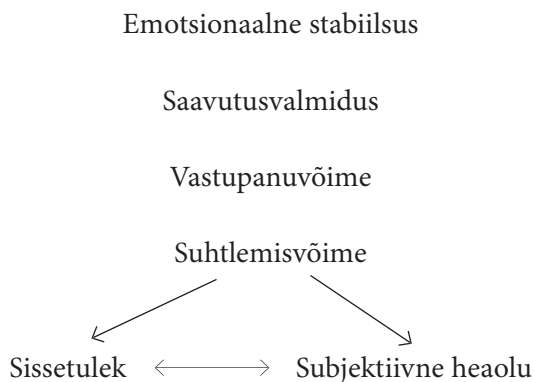 Emotsionaalne stabiilsus
Saavutusvalmidus
Vastupanuvõime
Suhtlemisvõime
Sissetulek Subjektiivne heaolu